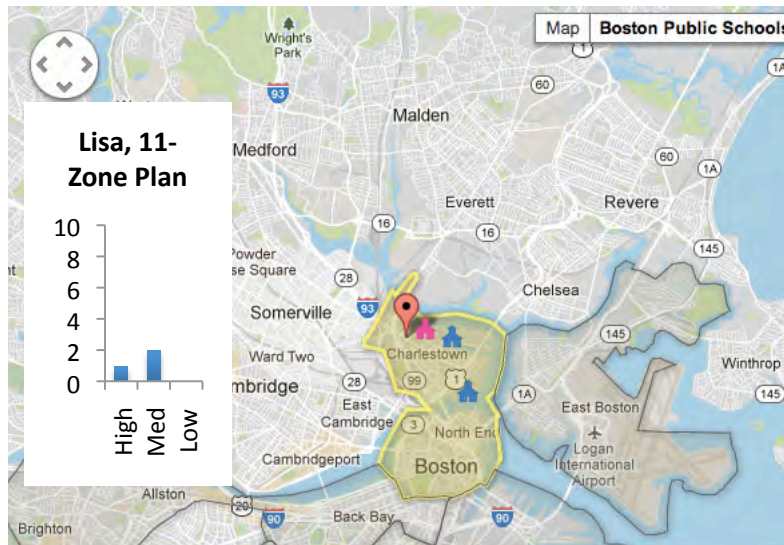 Map
Boston Public Schools
Wright's
Park
1
1A
93
60
Malden
Lisa, 11-
Zone Plan
Medford
60
1A
Everett
Revere
10
8
6
4
2
0
High
Med
Low
16
16
145
Powder
se Square
28
Chelsea
Somerville
93
145
Winthrop
Ward Two
Charlestown
mbridge
28
99
1
1A
145
East
Cambridge
East Boston
3
North End
Logan
International
Airport
Cambridgeport
Boston
Allston
20
Back Bay
90
90
Brighton